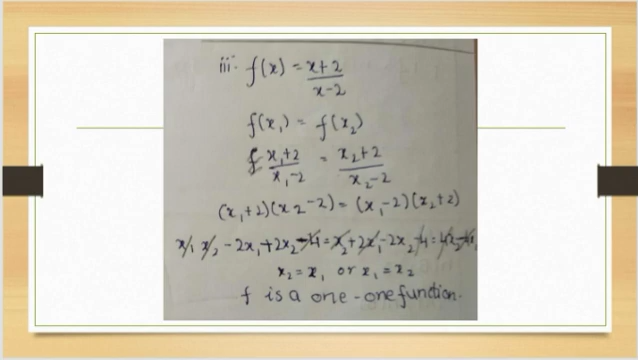 iii. f(x) = x+2 / x-2
f(x₁) = f(x₂)
x₁+2 / x₁-2 = x₂+2 / x₂-2
(x₁+2)(x2-2) = (x₁-2)(x₂+2)
x₁x₂ - 2x₁ + 2x₂ - 4 = x₁x₂ + 2x₁ - 2x₂ - 4 =
x₂ = x₁ or x₁ = x₂
f is a one-one function.